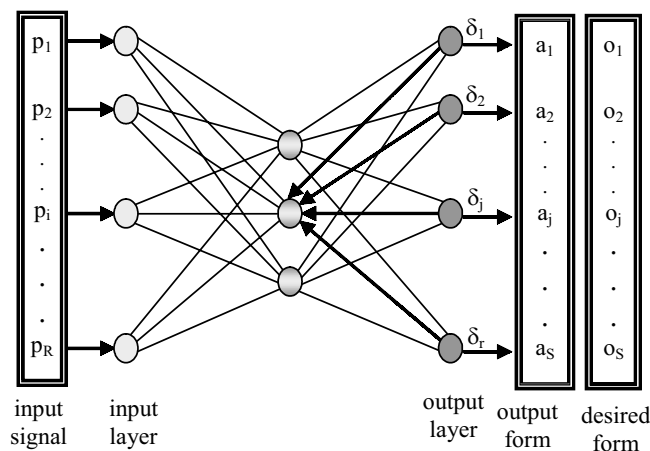 p1 δ1 a1 o1
p2 δ2 a2 o2
pi δj aj oj
pR δr aS oS
input signal
input layer
output layer
output form
desired form